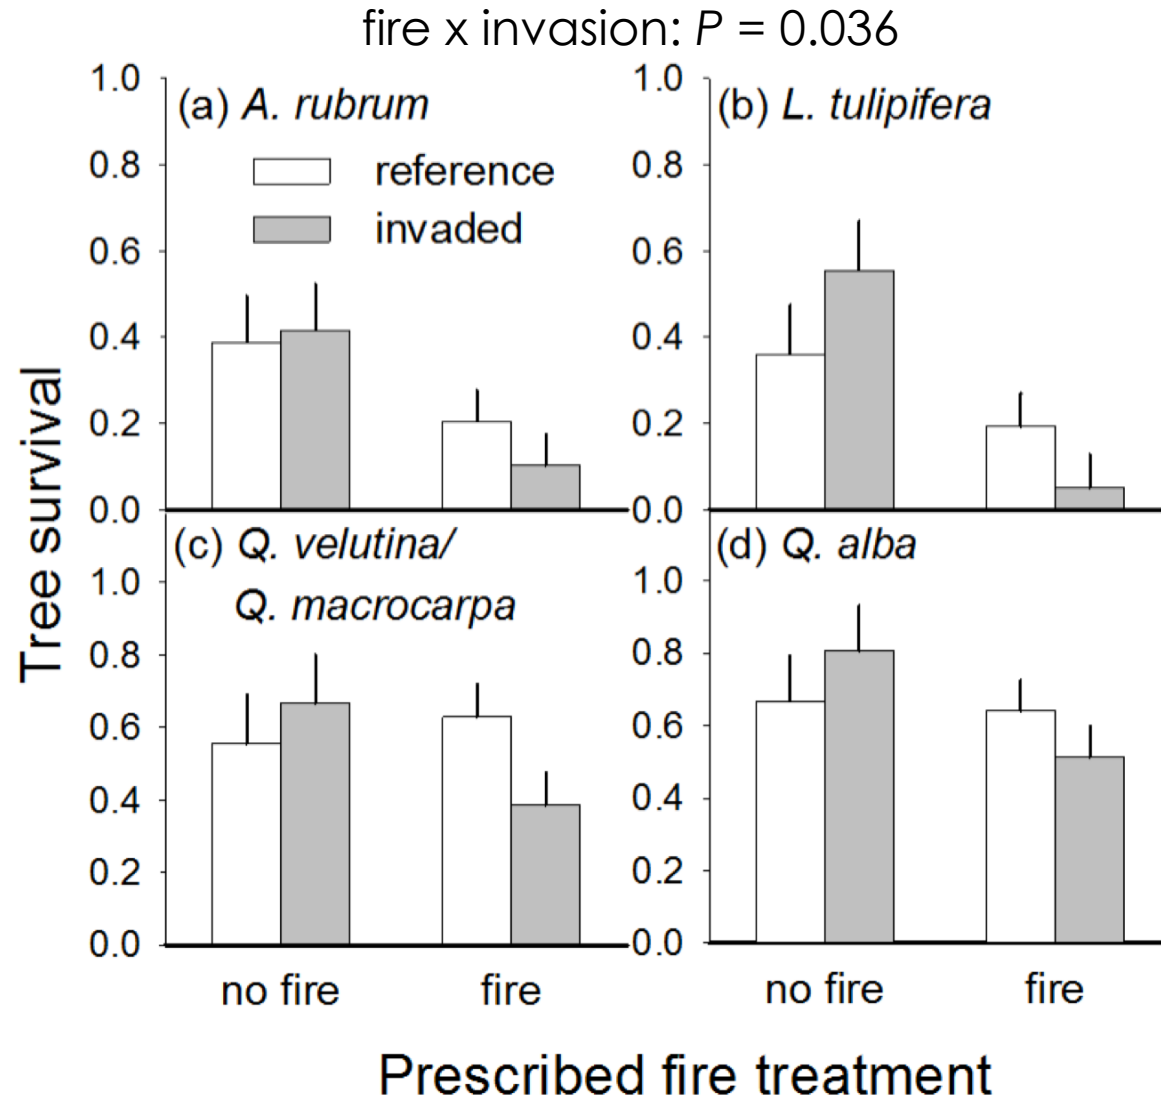 fire x invasion: P = 0.036
1.0
0.8
0.6
0.4
0.2
0.0
(a) A. rubrum
reference
invaded
1.0
0.8
0.6
0.4
0.2
0.0
(b) L. tulipifera
Tree survival
1.0
0.8
0.6
0.4
0.2
0.0
(c) Q. velutina/
Q. macrocarpa
no fire
fire
1.0
0.8
0.6
0.4
0.2
0.0
(d) Q. alba
no fire
fire
Prescribed fire treatment